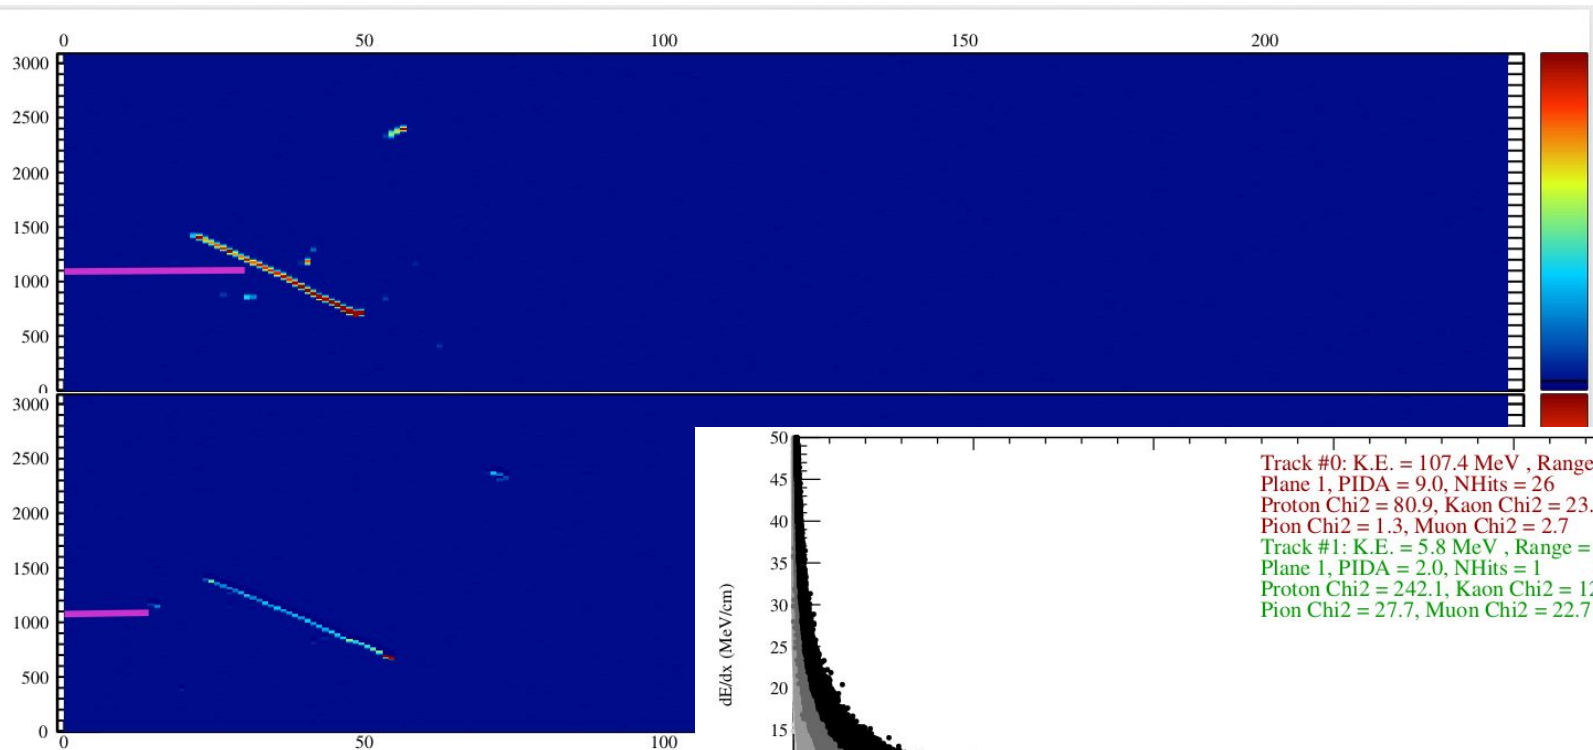 0 50 100 150 200
3000
2500
2000
1500
1000
500
0
3000
2500
2000
1500
1000
500
0
0 50 100
50
45
40
35
30
25
20
15
dE/dx (MeV/cm)
Track #0: K.E. = 107.4 MeV , Range
Plane 1, PIDA = 9.0, NHits = 26
Proton Chi2 = 80.9, Kaon Chi2 = 23.
Pion Chi2 = 1.3, Muon Chi2 = 2.7
Track #1: K.E. = 5.8 MeV , Range =
Plane 1, PIDA = 2.0, NHits = 1
Proton Chi2 = 242.1, Kaon Chi2 = 12
Pion Chi2 = 27.7, Muon Chi2 = 22.7